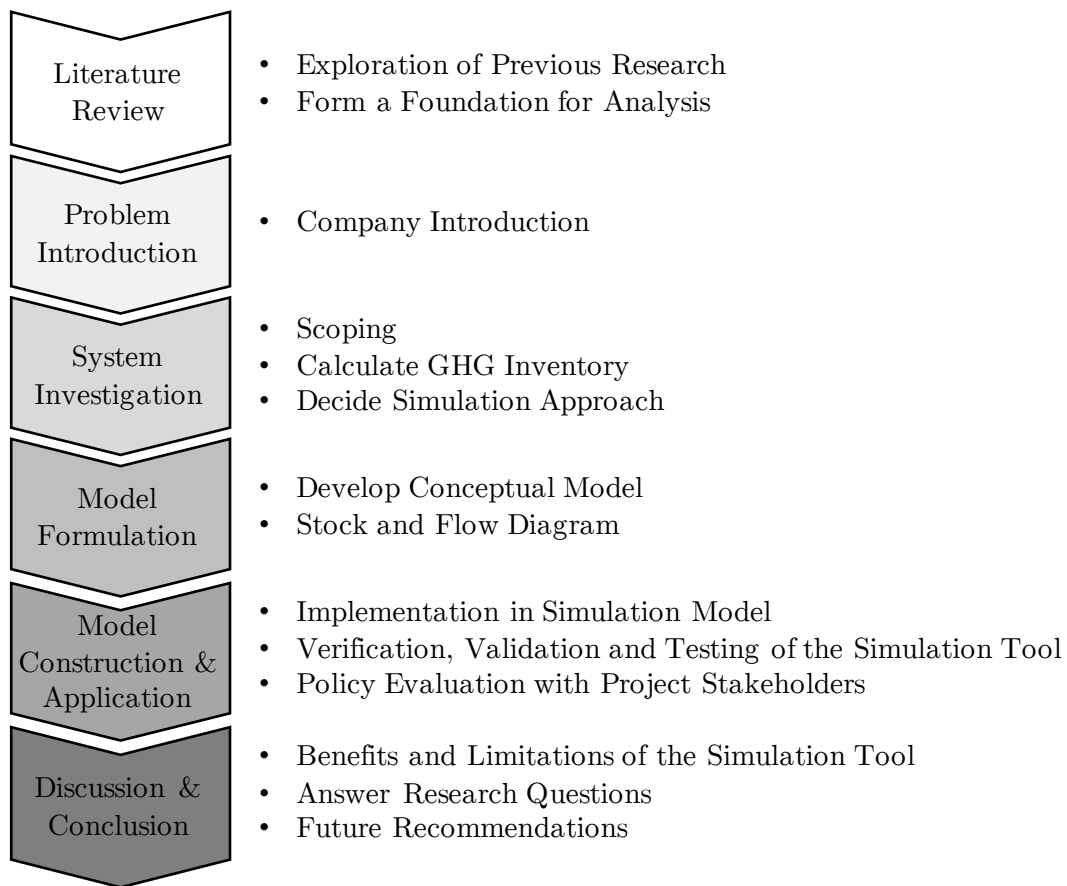 Literature
Review
• Exploration of Previous Research
• Form a Foundation for Analysis
Problem
Introduction
• Company Introduction
System
Investigation
• Scoping
• Calculate GHG Inventory
• Decide Simulation Approach
Model
Formulation
• Develop Conceptual Model
• Stock and Flow Diagram
Model
Construction &
Application
• Implementation in Simulation Model
• Verification, Validation and Testing of the Simulation Tool
• Policy Evaluation with Project Stakeholders
Discussion &
Conclusion
• Benefits and Limitations of the Simulation Tool
• Answer Research Questions
• Future Recommendations